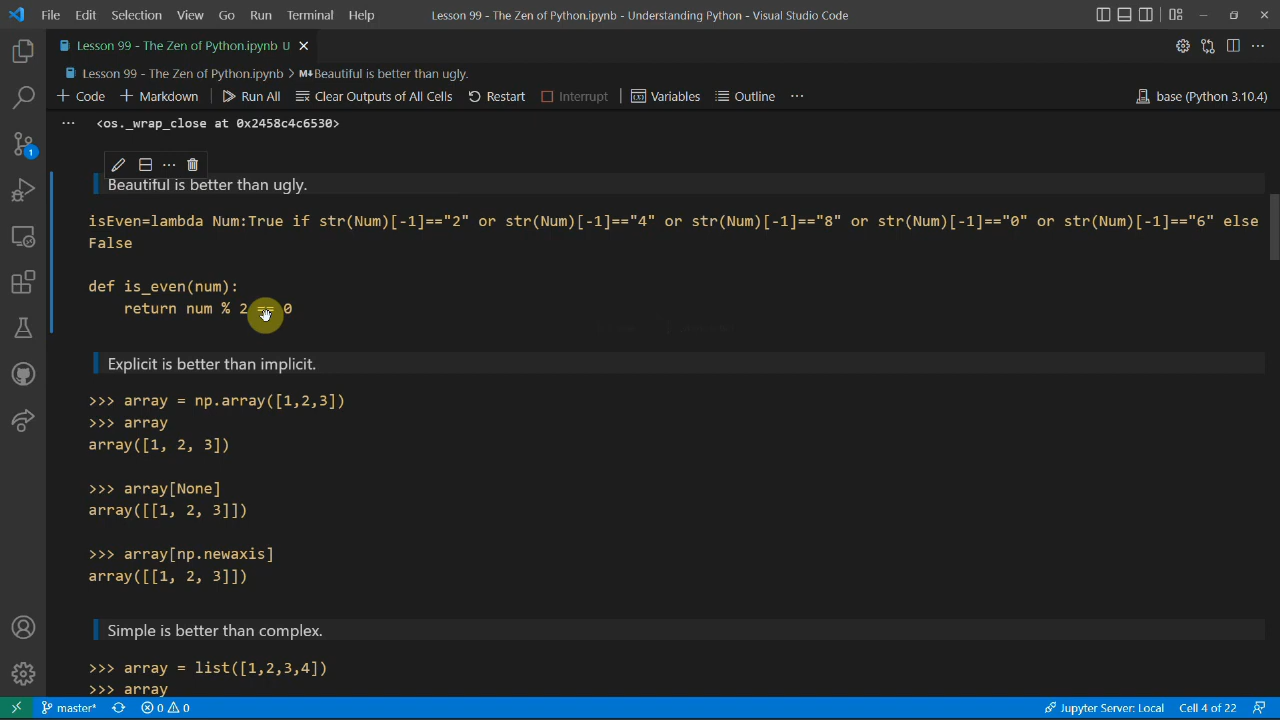 File Edit Selection View Go Run Terminal Help Lesson 99 - The Zen of Python.ipynb - Understanding Python - Visual Studio Code
Lesson 99 - The Zen of Python.ipynb U
Lesson 99 - The Zen of Python.ipynb > M↓Beautiful is better than ugly.
+ Code + Markdown Run All Clear Outputs of All Cells Restart Interrupt Variables Outline ... base (Python 3.10.4)
... <os._wrap_close at 0x2458c4c6530>
Beautiful is better than ugly.
isEven=lambda Num:True if str(Num)[-1]=="2" or str(Num)[-1]=="4" or str(Num)[-1]=="8" or str(Num)[-1]=="0" or str(Num)[-1]=="6" else
False
def is_even(num):
    return num % 2 == 0
Explicit is better than implicit.
>>> array = np.array([1,2,3])
>>> array
array([1, 2, 3])
>>> array[None]
array([[1, 2, 3]])
>>> array[np.newaxis]
array([[1, 2, 3]])
Simple is better than complex.
>>> array = list([1,2,3,4])
>>> array
1
master* 0 0 Jupyter Server: Local Cell 4 of 22